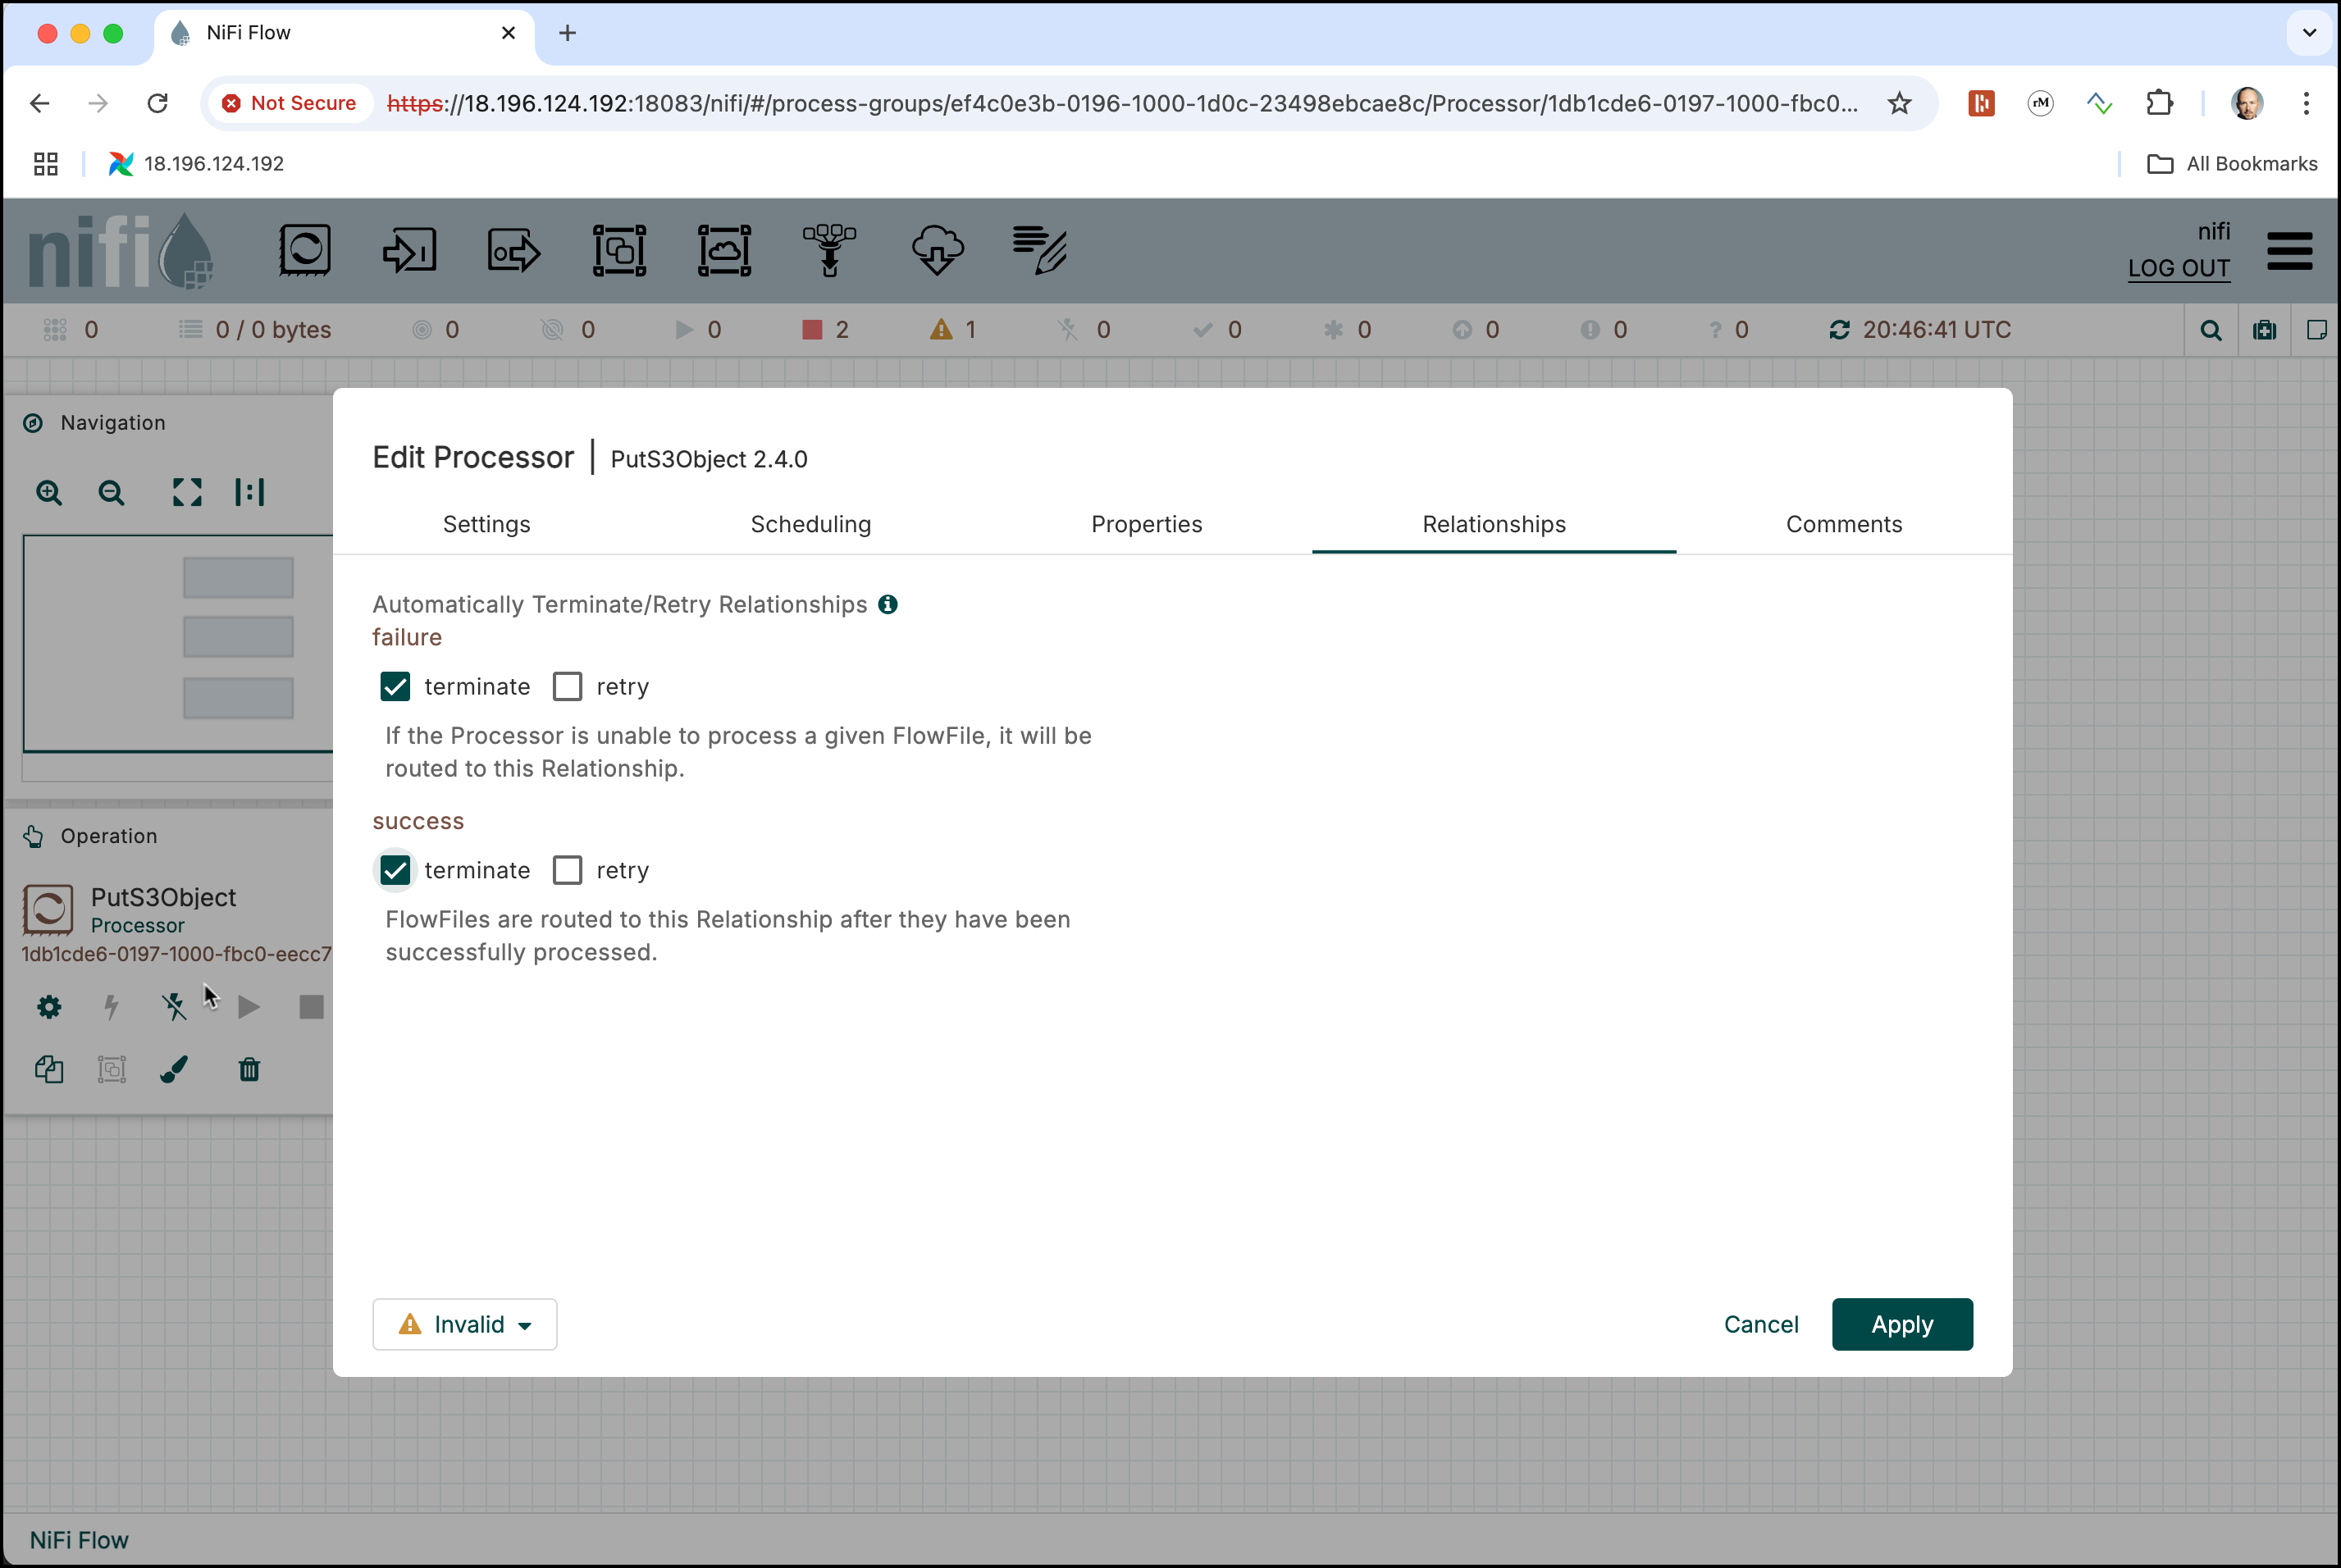 NiFi Flow
Not Secure https://18.196.124.192:18083/nifi/#/process-groups/ef4c0e3b-0196-1000-1d0c-23498ebcae8c/Processor/1db1cde6-0197-1000-fbc0...
rM
18.196.124.192
All Bookmarks
nifi
nifi
LOG OUT
0
0 / 0 bytes
0
0
0
2
1
0
0
0
0
0
0
20:46:41 UTC
Navigation
Edit Processor | PutS3Object 2.4.0
Settings
Scheduling
Properties
Relationships
Comments
Automatically Terminate/Retry Relationships
failure
terminate
retry
If the Processor is unable to process a given FlowFile, it will be
routed to this Relationship.
success
terminate
retry
FlowFiles are routed to this Relationship after they have been
successfully processed.
Operation
PutS3Object
Processor
1db1cde6-0197-1000-fbc0-eecc7
Invalid
Cancel
Apply
NiFi Flow